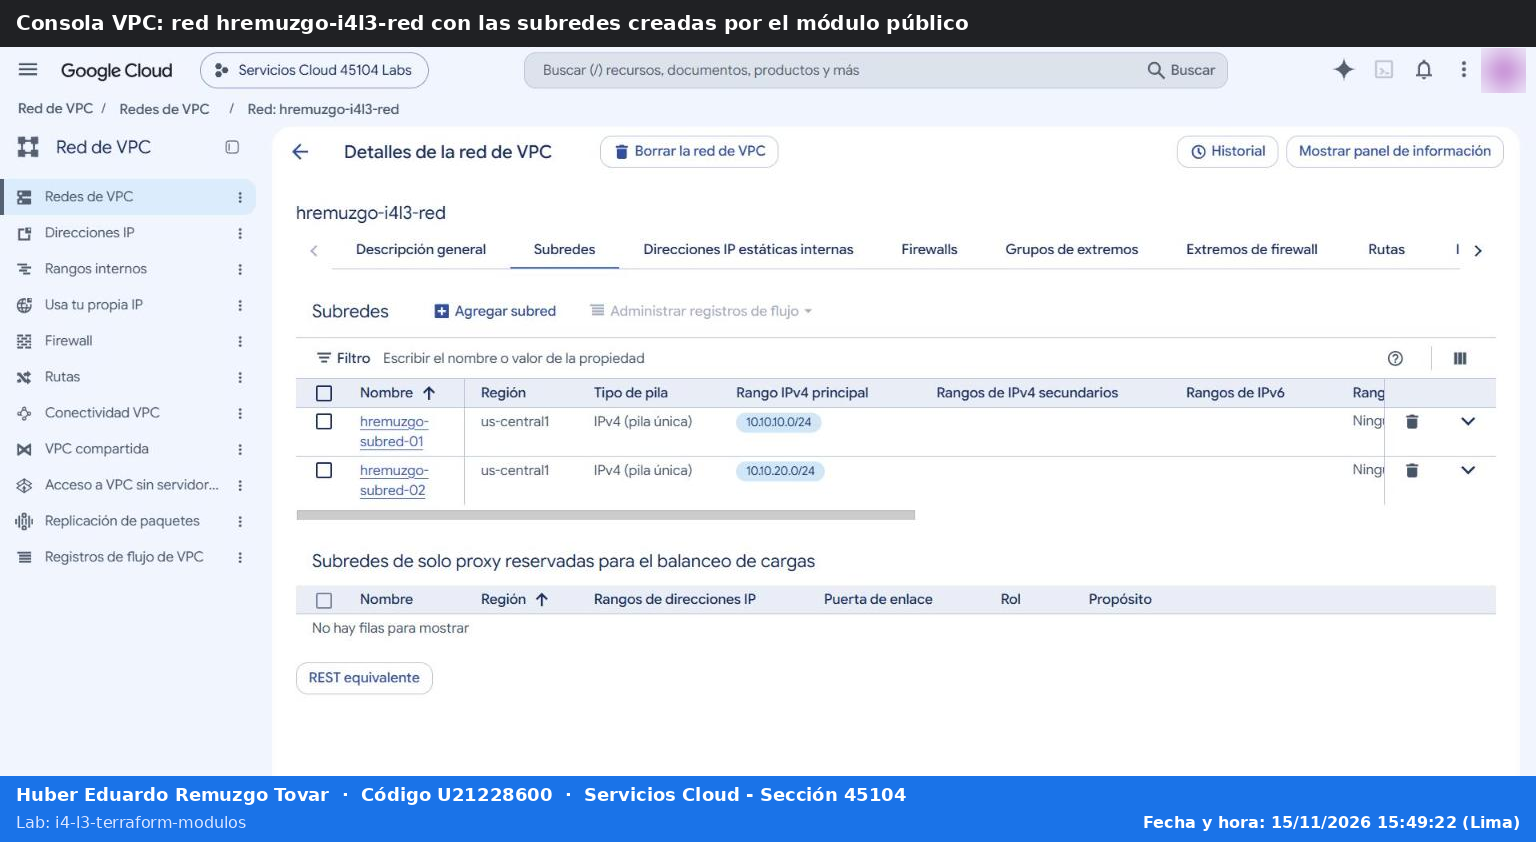 Consola VPC: red hremuzgo-i4l3-red con las subredes creadas por el módulo público
Google Cloud
Servicios Cloud 45104 Labs
Buscar (/) recursos, documentos, productos y más
Buscar
Red de VPC / Redes de VPC / Red: hremuzgo-i4l3-red
Red de VPC
Redes de VPC
Direcciones IP
Rangos internos
Usa tu propia IP
Firewall
Rutas
Conectividad VPC
VPC compartida
Acceso a VPC sin servidor...
Replicación de paquetes
Registros de flujo de VPC
Detalles de la red de VPC
Borrar la red de VPC
Historial
Mostrar panel de información
hremuzgo-i4l3-red
Descripción general Subredes Direcciones IP estáticas internas Firewalls Grupos de extremos Extremos de firewall Rutas
Subredes
Agregar subred
Administrar registros de flujo
Filtro Escribir el nombre o valor de la propiedad
Nombre Región Tipo de pila Rango IPv4 principal Rangos de IPv4 secundarios Rangos de IPv6 Rang
hremuzgo-subred-01 us-central1 IPv4 (pila única) 10.10.10.0/24 Ningu
hremuzgo-subred-02 us-central1 IPv4 (pila única) 10.10.20.0/24 Ningu
Subredes de solo proxy reservadas para el balanceo de cargas
Nombre Región Rangos de direcciones IP Puerta de enlace Rol Propósito
No hay filas para mostrar
REST equivalente
Huber Eduardo Remuzgo Tovar · Código U21228600 · Servicios Cloud - Sección 45104
Lab: i4-l3-terraform-modulos
Fecha y hora: 15/11/2026 15:49:22 (Lima)